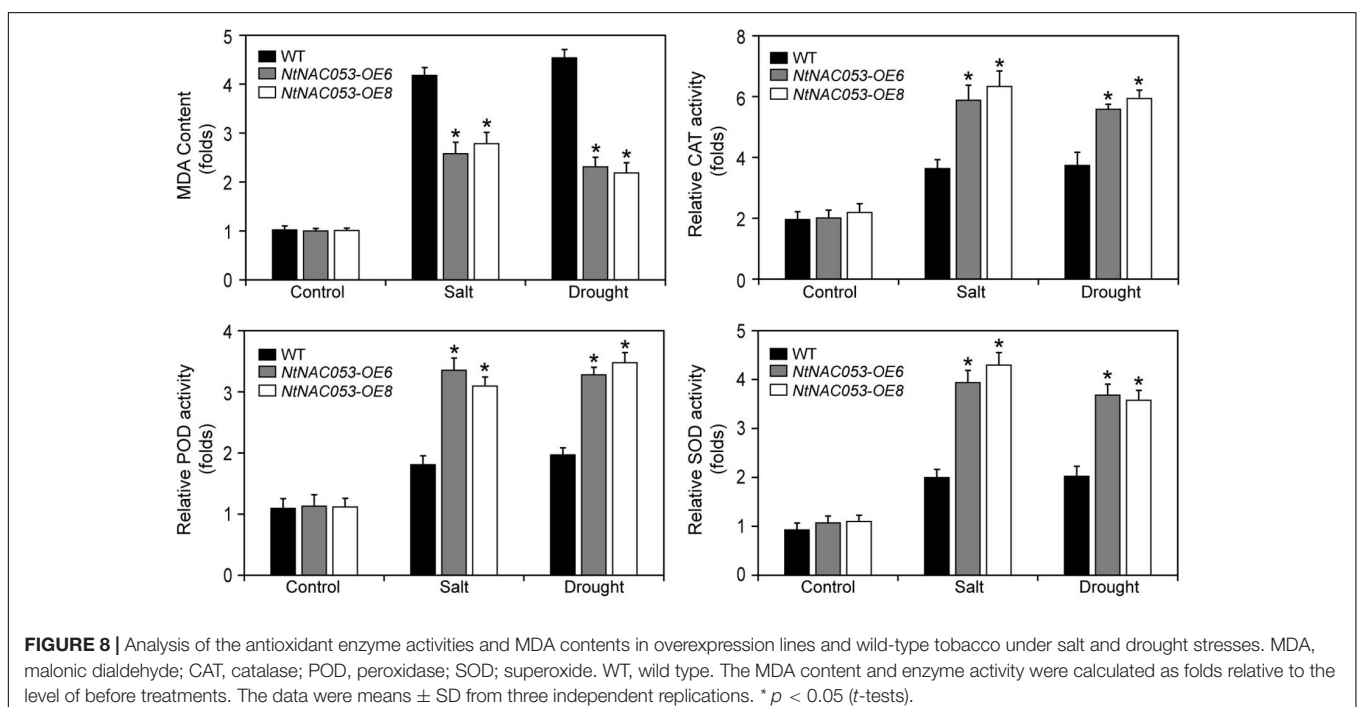 5
4
3
2
1
0
MDA Content
(folds)
WT
NtNAC053-OE6
NtNAC053-OE8
*
*
*
*
Control
Salt
Drought
8
6
4
2
0
Relative CAT activity
(folds)
WT
NtNAC053-OE6
NtNAC053-OE8
*
*
*
*
Control
Salt
Drought
4
3
2
1
0
Relative POD activity
(folds)
WT
NtNAC053-OE6
NtNAC053-OE8
*
*
*
*
Control
Salt
Drought
5
4
3
2
1
0
Relative SOD activity
(folds)
WT
NtNAC053-OE6
NtNAC053-OE8
*
*
*
*
Control
Salt
Drought
FIGURE 8 | Analysis of the antioxidant enzyme activities and MDA contents in overexpression lines and wild-type tobacco under salt and drought stresses. MDA,
malonic dialdehyde; CAT, catalase; POD, peroxidase; SOD; superoxide. WT, wild type. The MDA content and enzyme activity were calculated as folds relative to the
level of before treatments. The data were means ± SD from three independent replications. * p < 0.05 (t-tests).